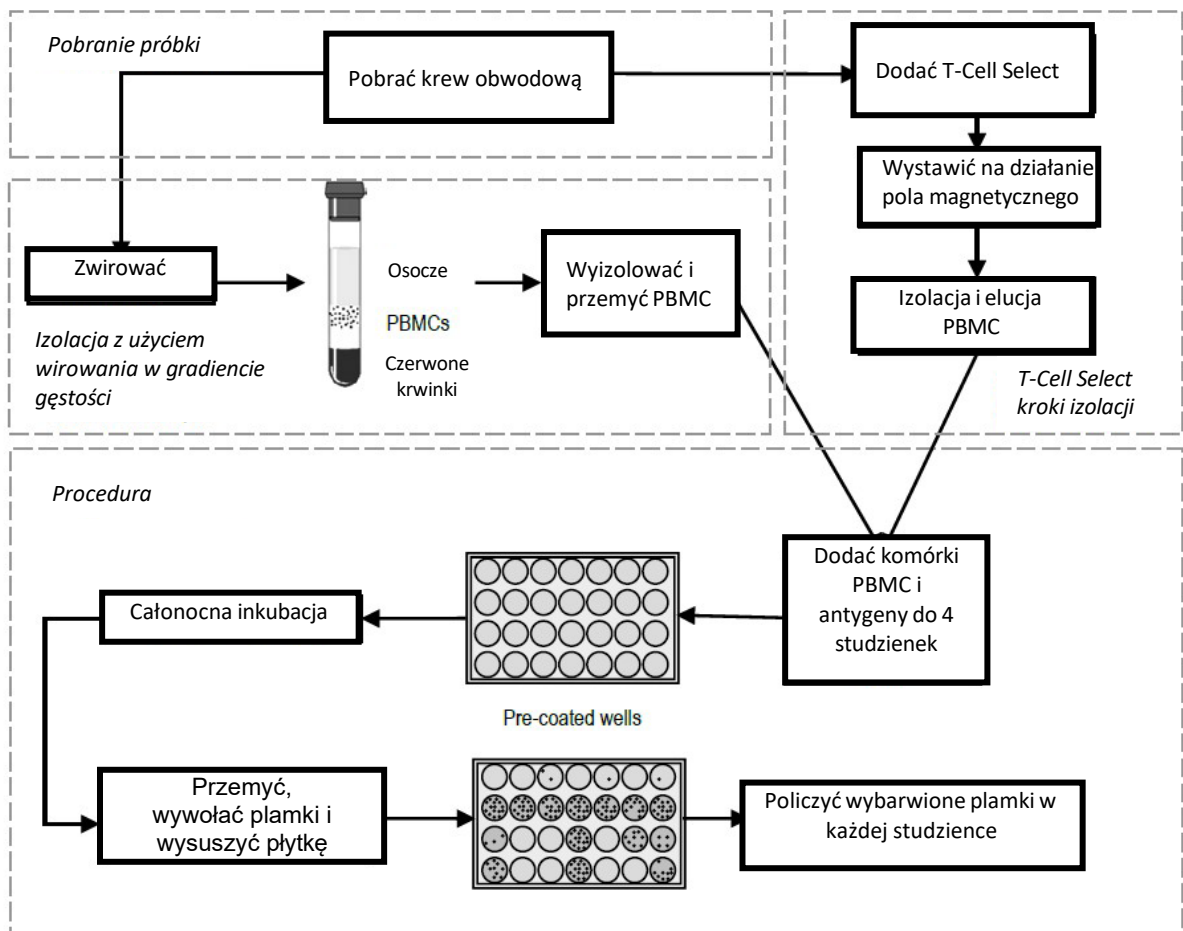 Pobranie próbki
Pobrać krew obwodową
Dodać T-Cell Select
Wystawić na działanie
pola magnetycznego
Izolacja i elucja
PBMC
T-Cell Select
kroki izolacji
Zwirować
Osocze
PBMCs
Czerwone
krwinki
Wyizolować i
przemyć PBMC
Izolacja z użyciem
wirowania w gradiencie
gęstości
Procedura
Dodać komórki
PBMC i
antygeny do 4
studzienek
Całonocna inkubacja
Pre-coated wells
Przemyć,
wywołać plamki i
wysuszyć płytkę
Policzyć wybarwione plamki w
każdej studzience